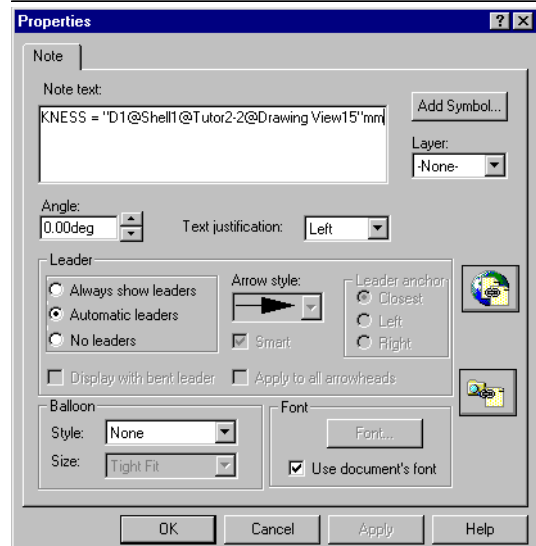 Properties
Note
Note text:
KNESS = "D1@Shell1@Tutor2-2@Drawing View15"mm
Add Symbol...
Layer:
-None-
Angle:
0.00deg
Text justification:
Left
Leader
Always show leaders
Automatic leaders
No leaders
Arrow style:
Smart
Leader anchor
Closest
Left
Right
Display with bent leader
Apply to all arrowheads
Balloon
Style:
None
Size:
Tight Fit
Font
Font...
Use document's font
OK
Cancel
Apply
Help